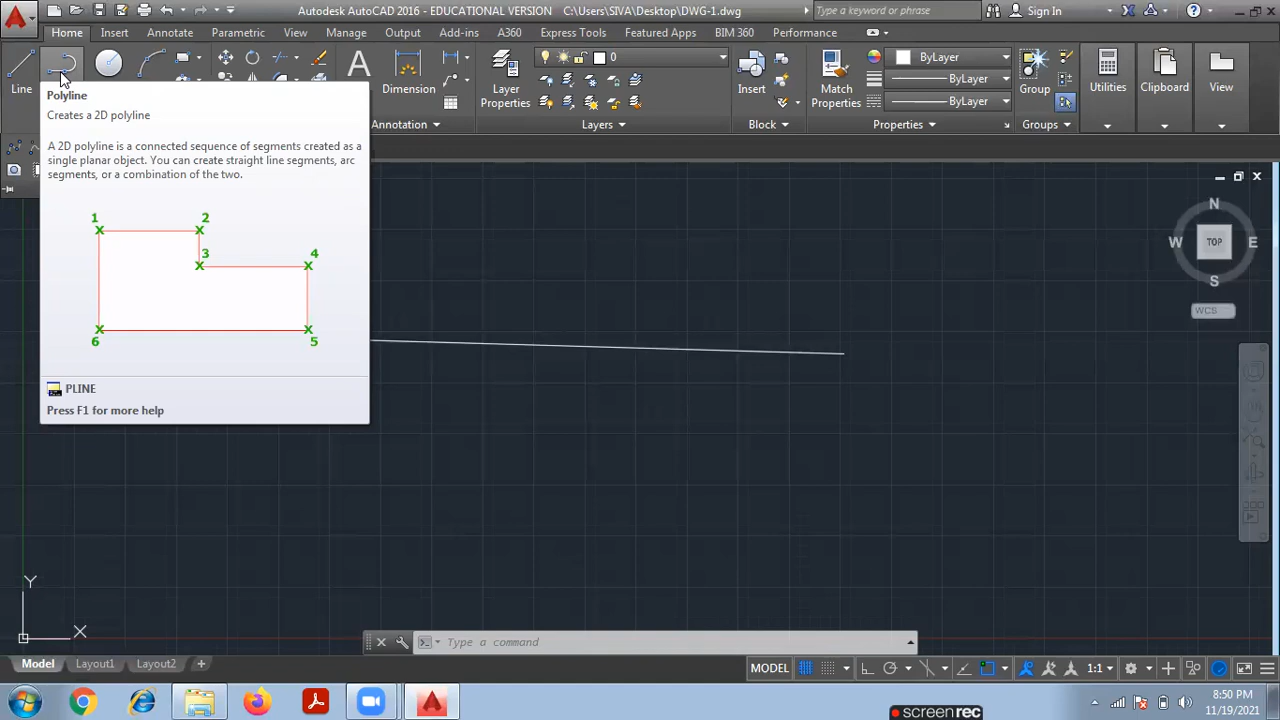 Autodesk AutoCAD 2016 - EDUCATIONAL VERSION C:\Users\SIVA\Desktop\DWG-1.dwg
Type a keyword or phrase
Sign In
Home Insert Annotate Parametric View Manage Output Add-ins A360 Express Tools Featured Apps BIM 360 Performance
Line
A
Dimension
Layer
Properties
0
Insert
Match
Properties
ByLayer
ByLayer
ByLayer
Group
Utilities
Clipboard
View
Annotation
Layers
Block
Properties
Groups
Polyline
Creates a 2D polyline
A 2D polyline is a connected sequence of segments created as a
single planar object. You can create straight line segments, arc
segments, or a combination of the two.
1 2
3 4
6 5
PLINE
Press F1 for more help
N
W TOP E
S
WCS
Y
X
Type a command
Model Layout1 Layout2 +
MODEL
1:1
8:50 PM
11/19/2021
screenrec